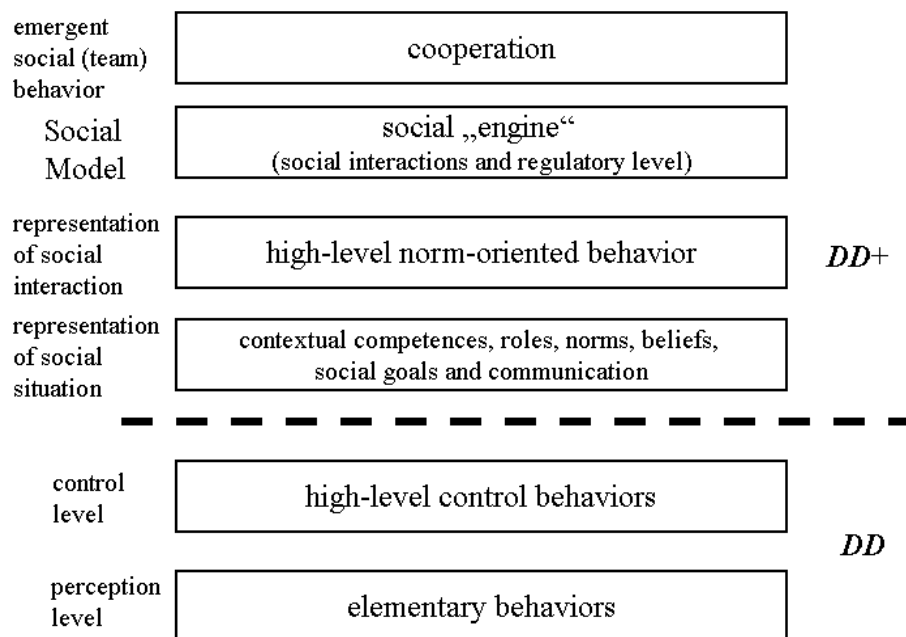 emergent
social (team)
behavior
cooperation
Social
Model
social „engine“
(social interactions and regulatory level)
representation
of social
interaction
high-level norm-oriented behavior
DD+
representation
of social
situation
contextual competences, roles, norms, beliefs,
social goals and communication
control
level
high-level control behaviors
DD
perception
level
elementary behaviors